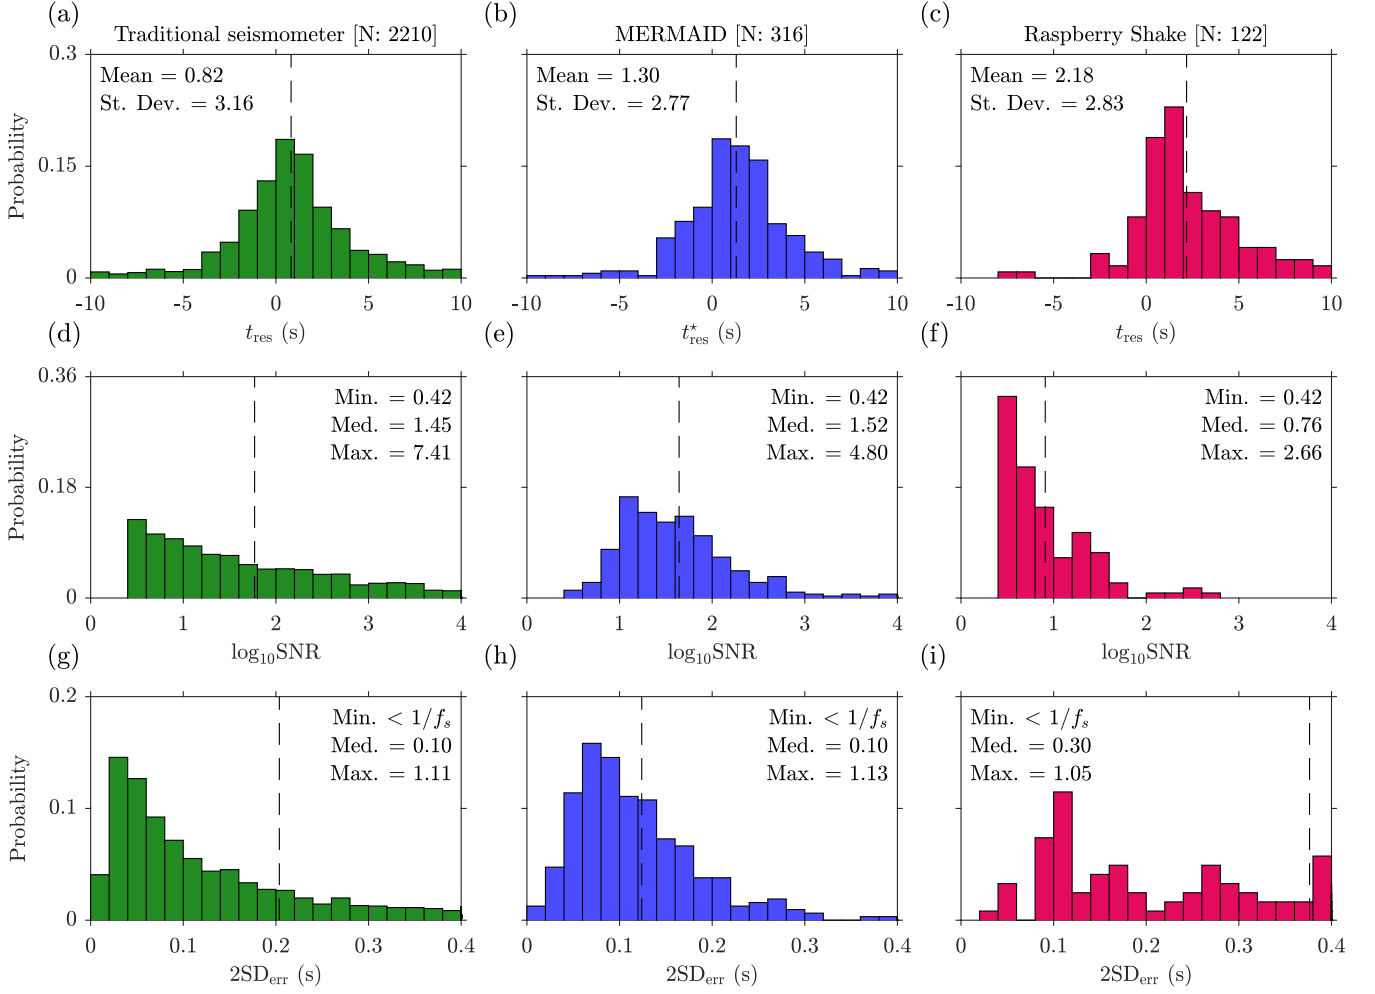 (a)
Traditional seismometer [N: 2210]
Mean = 0.82
St. Dev. = 3.16
Probability
0.3
0.15
0
-10 -5 0 5 10
t_res (s)
(b)
MERMAID [N: 316]
Mean = 1.30
St. Dev. = 2.77
-10 -5 0 5 10
t*_res (s)
(c)
Raspberry Shake [N: 122]
Mean = 2.18
St. Dev. = 2.83
-10 -5 0 5 10
t_res (s)
(d)
Min. = 0.42
Med. = 1.45
Max. = 7.41
Probability
0.36
0.18
0
0 1 2 3 4
log₁₀SNR
(e)
Min. = 0.42
Med. = 1.52
Max. = 4.80
0 1 2 3 4
log₁₀SNR
(f)
Min. = 0.42
Med. = 0.76
Max. = 2.66
0 1 2 3 4
log₁₀SNR
(g)
Min. < 1/f_s
Med. = 0.10
Max. = 1.11
Probability
0.2
0.1
0
0 0.1 0.2 0.3 0.4
2SD_err (s)
(h)
Min. < 1/f_s
Med. = 0.10
Max. = 1.13
0 0.1 0.2 0.3 0.4
2SD_err (s)
(i)
Min. < 1/f_s
Med. = 0.30
Max. = 1.05
0 0.1 0.2 0.3 0.4
2SD_err (s)